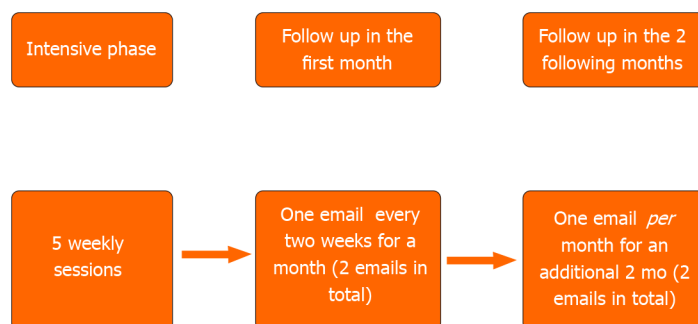 Intensive phase
Follow up in the
first month
Follow up in the 2
following months
5 weekly
sessions
One email every
two weeks for a
month (2 emails in
total)
One email per
month for an
additional 2 mo (2
emails in total)